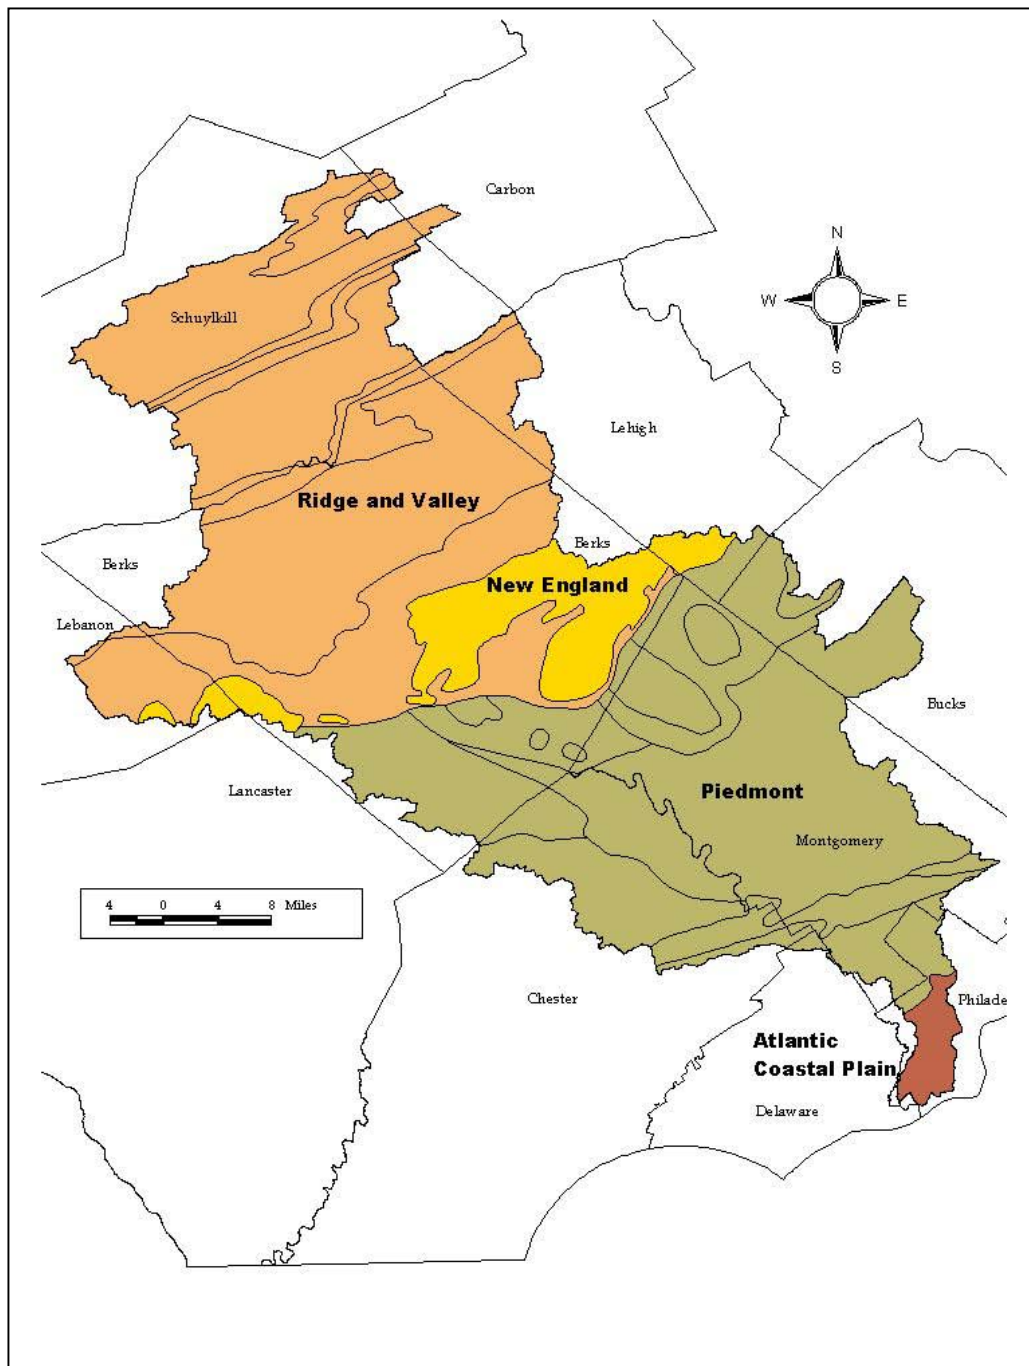 Carbon
N
W
E
S
Schuylkill
Lehigh
Ridge and Valley
Berks
Berks
New England
Lebanon
Bucks
Lancaster
Piedmont
Montgomery
4 0 4 8 Miles
Chester
Philade
Atlantic
Coastal Plain
Delaware